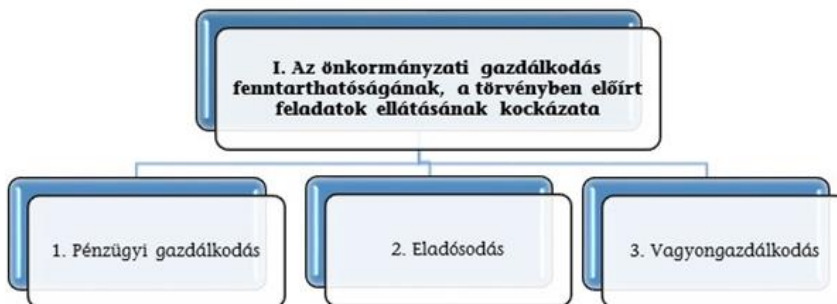 I. Az önkormányzati gazdálkodás
fenntarthatóságának, a törvényben előírt
feladatok ellátásának kockázata
1. Pénzügyi gazdálkodás
2. Eladósodás
3. Vagyongazdálkodás